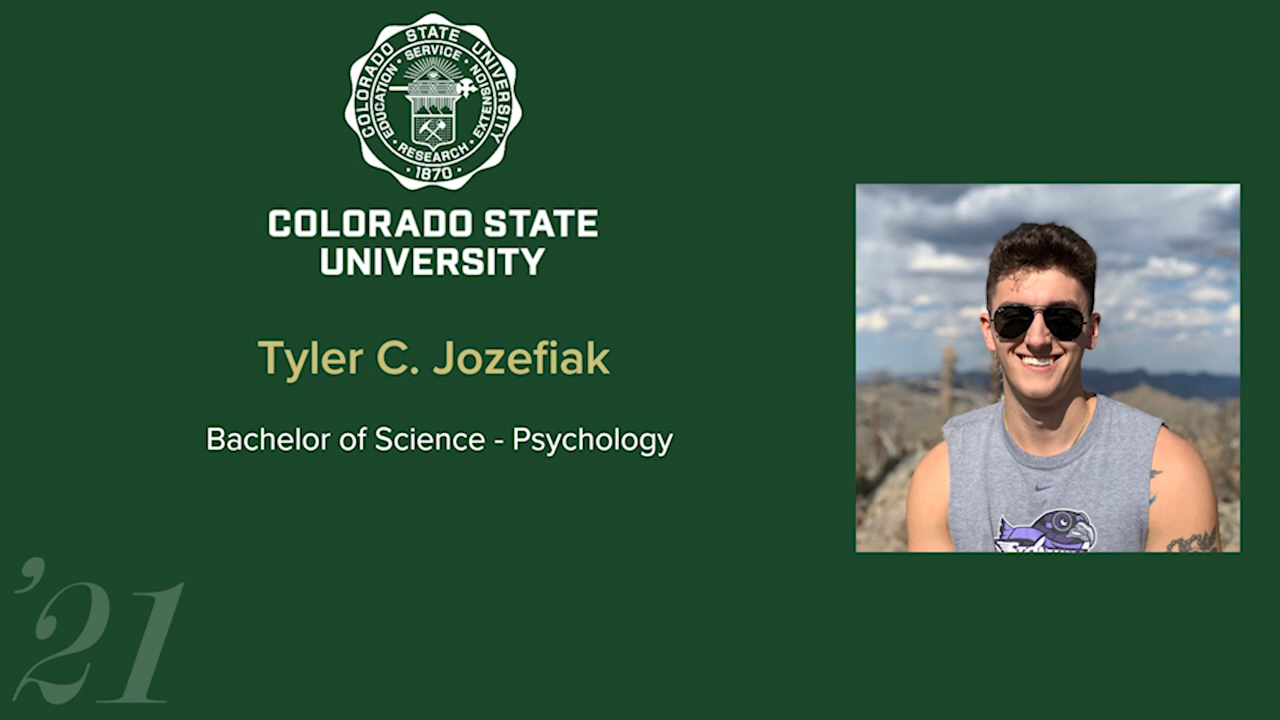 COLORADO STATE UNIVERSITY
EDUCATION • SERVICE • EXTENSION
• RESEARCH •
• 1870 •
COLORADO STATE
UNIVERSITY
Tyler C. Jozefiak
Bachelor of Science - Psychology
’21